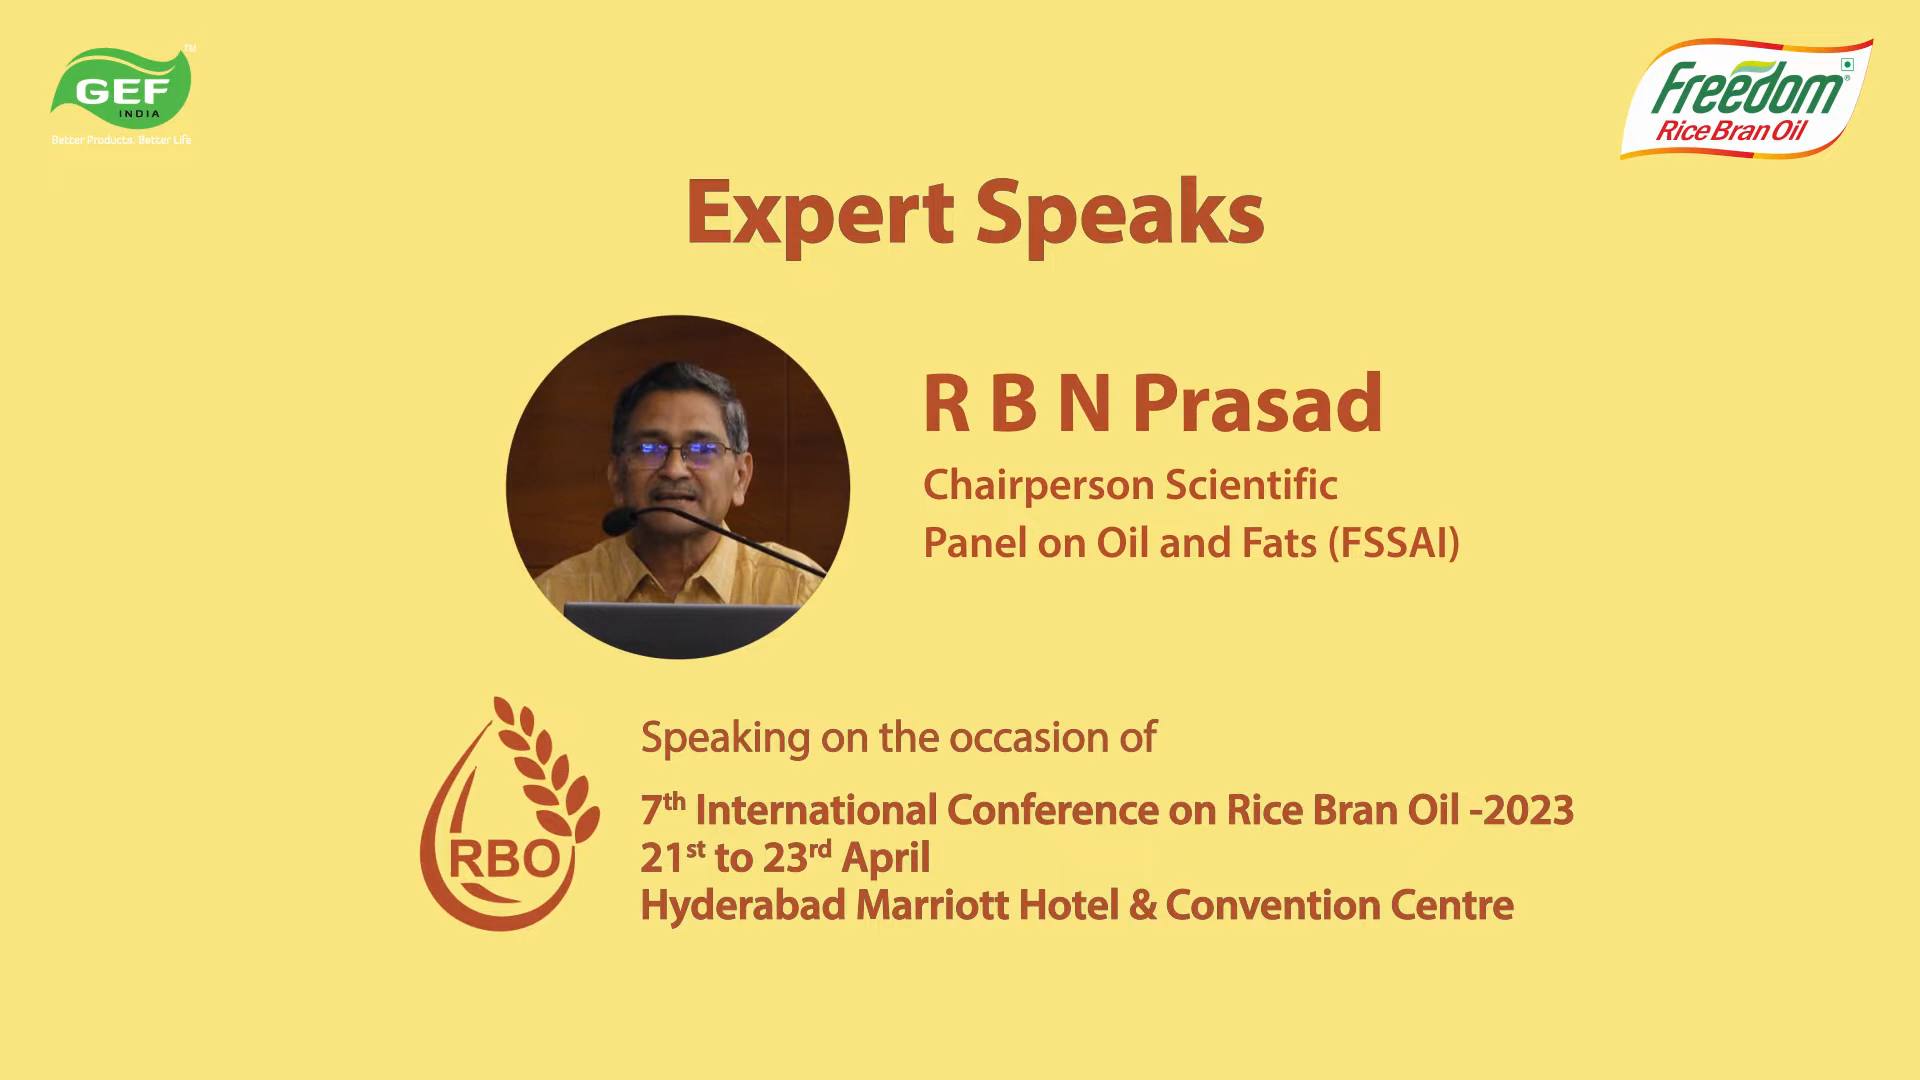 GEF
INDIA
TM
Better Products. Better Life
Freedom
®
Rice Bran Oil
Expert Speaks
R B N Prasad
Chairperson Scientific
Panel on Oil and Fats (FSSAI)
RBO
Speaking on the occasion of
7th International Conference on Rice Bran Oil -2023
21st to 23rd April
Hyderabad Marriott Hotel & Convention Centre